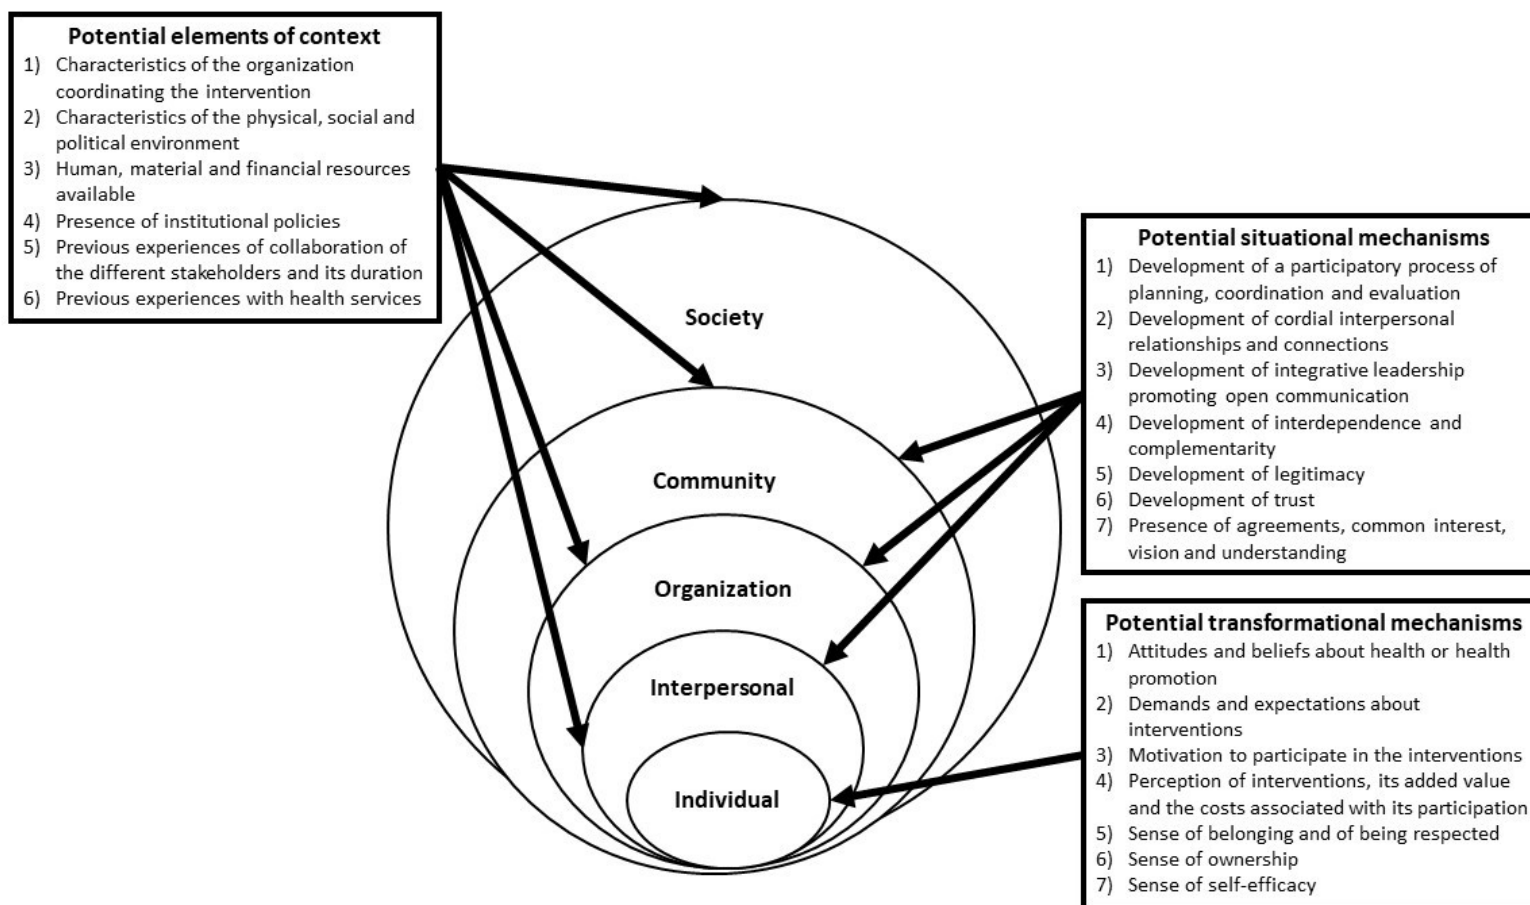 Potential elements of context
1) Characteristics of the organization
coordinating the intervention
2) Characteristics of the physical, social and
political environment
3) Human, material and financial resources
available
4) Presence of institutional policies
5) Previous experiences of collaboration of
the different stakeholders and its duration
6) Previous experiences with health services
Society
Community
Organization
Interpersonal
Individual
Potential situational mechanisms
1) Development of a participatory process of
planning, coordination and evaluation
2) Development of cordial interpersonal
relationships and connections
3) Development of integrative leadership
promoting open communication
4) Development of interdependence and
complementarity
5) Development of legitimacy
6) Development of trust
7) Presence of agreements, common interest,
vision and understanding
Potential transformational mechanisms
1) Attitudes and beliefs about health or health
promotion
2) Demands and expectations about
interventions
3) Motivation to participate in the interventions
4) Perception of interventions, its added value
and the costs associated with its participation
5) Sense of belonging and of being respected
6) Sense of ownership
7) Sense of self-efficacy